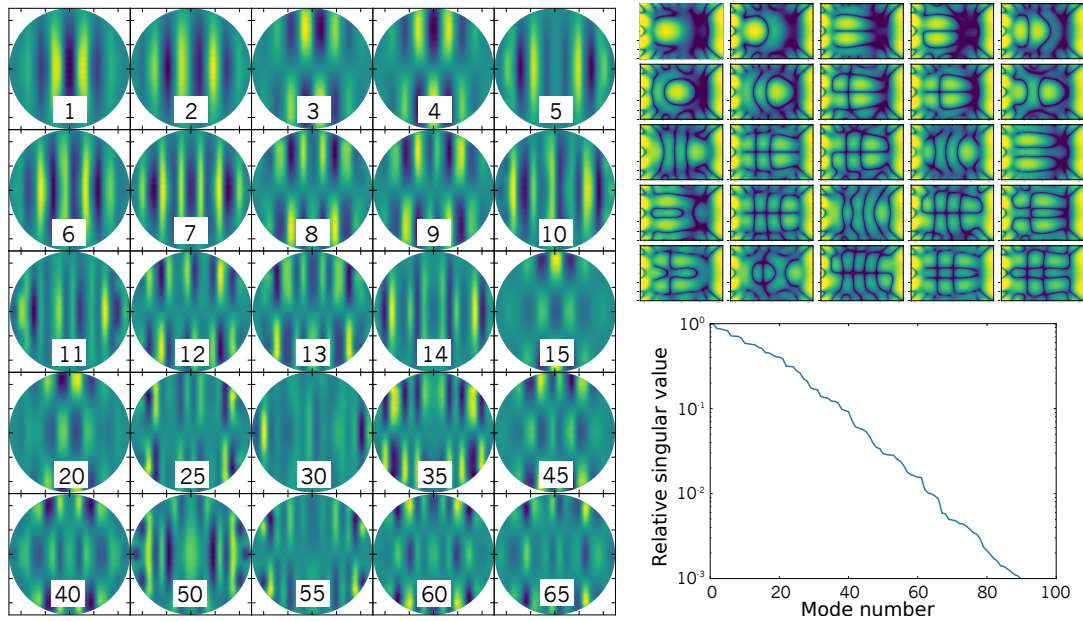 1 2 3 4 5
6 7 8 9 10
11 12 13 14 15
20 25 30 35 45
40 50 55 60 65
10⁰
10⁻¹
10⁻²
10⁻³
Relative singular value
0 20 40 60 80 100
Mode number